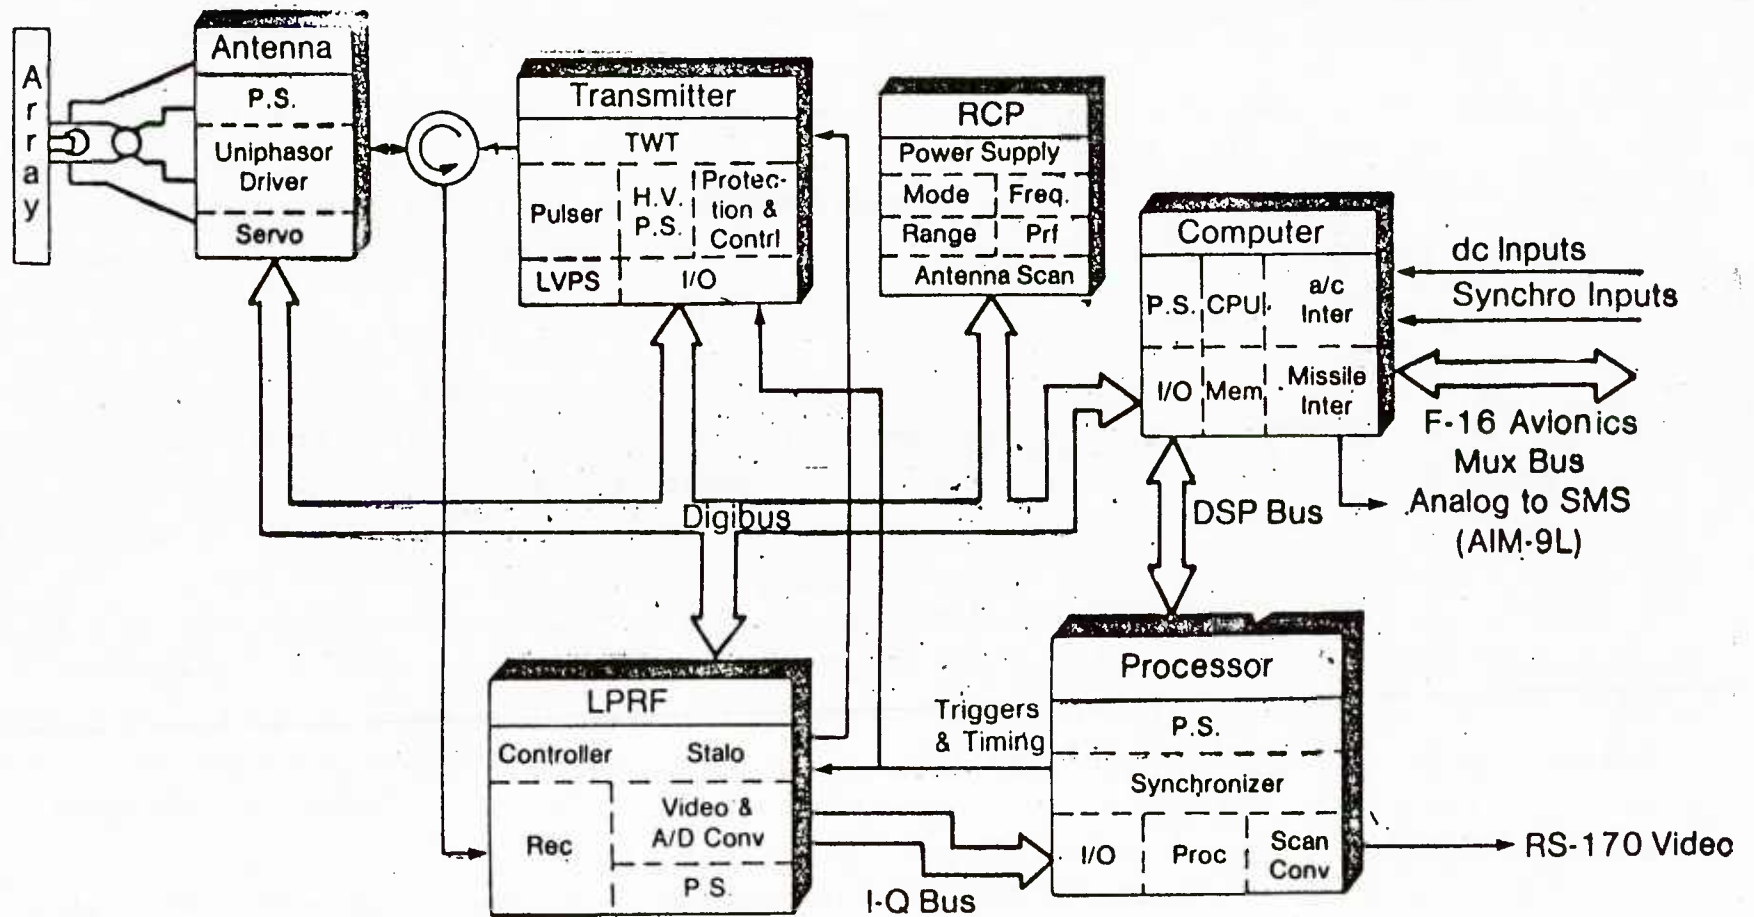 Array
Antenna
P.S.
Uniphasor
Driver
Servo
Transmitter
TWT
Pulser
H.V.
P.S.
Protec-
tion &
Contrl
LVPS
I/O
RCP
Power Supply
Mode
Freq.
Range
Prf
Antenna Scan
Computer
P.S.
CPU
a/c
Inter
I/O
Mem
Missile
Inter
dc Inputs
Synchro Inputs
F-16 Avionics
Mux Bus
Analog to SMS
(AIM-9L)
Digibus
DSP Bus
LPRF
Controller
Stalo
Rec
Video &
A/D Conv
P.S.
Triggers
& Timing
I-Q Bus
Processor
P.S.
Synchronizer
I/O
Proc
Scan
Conv
RS-170 Video